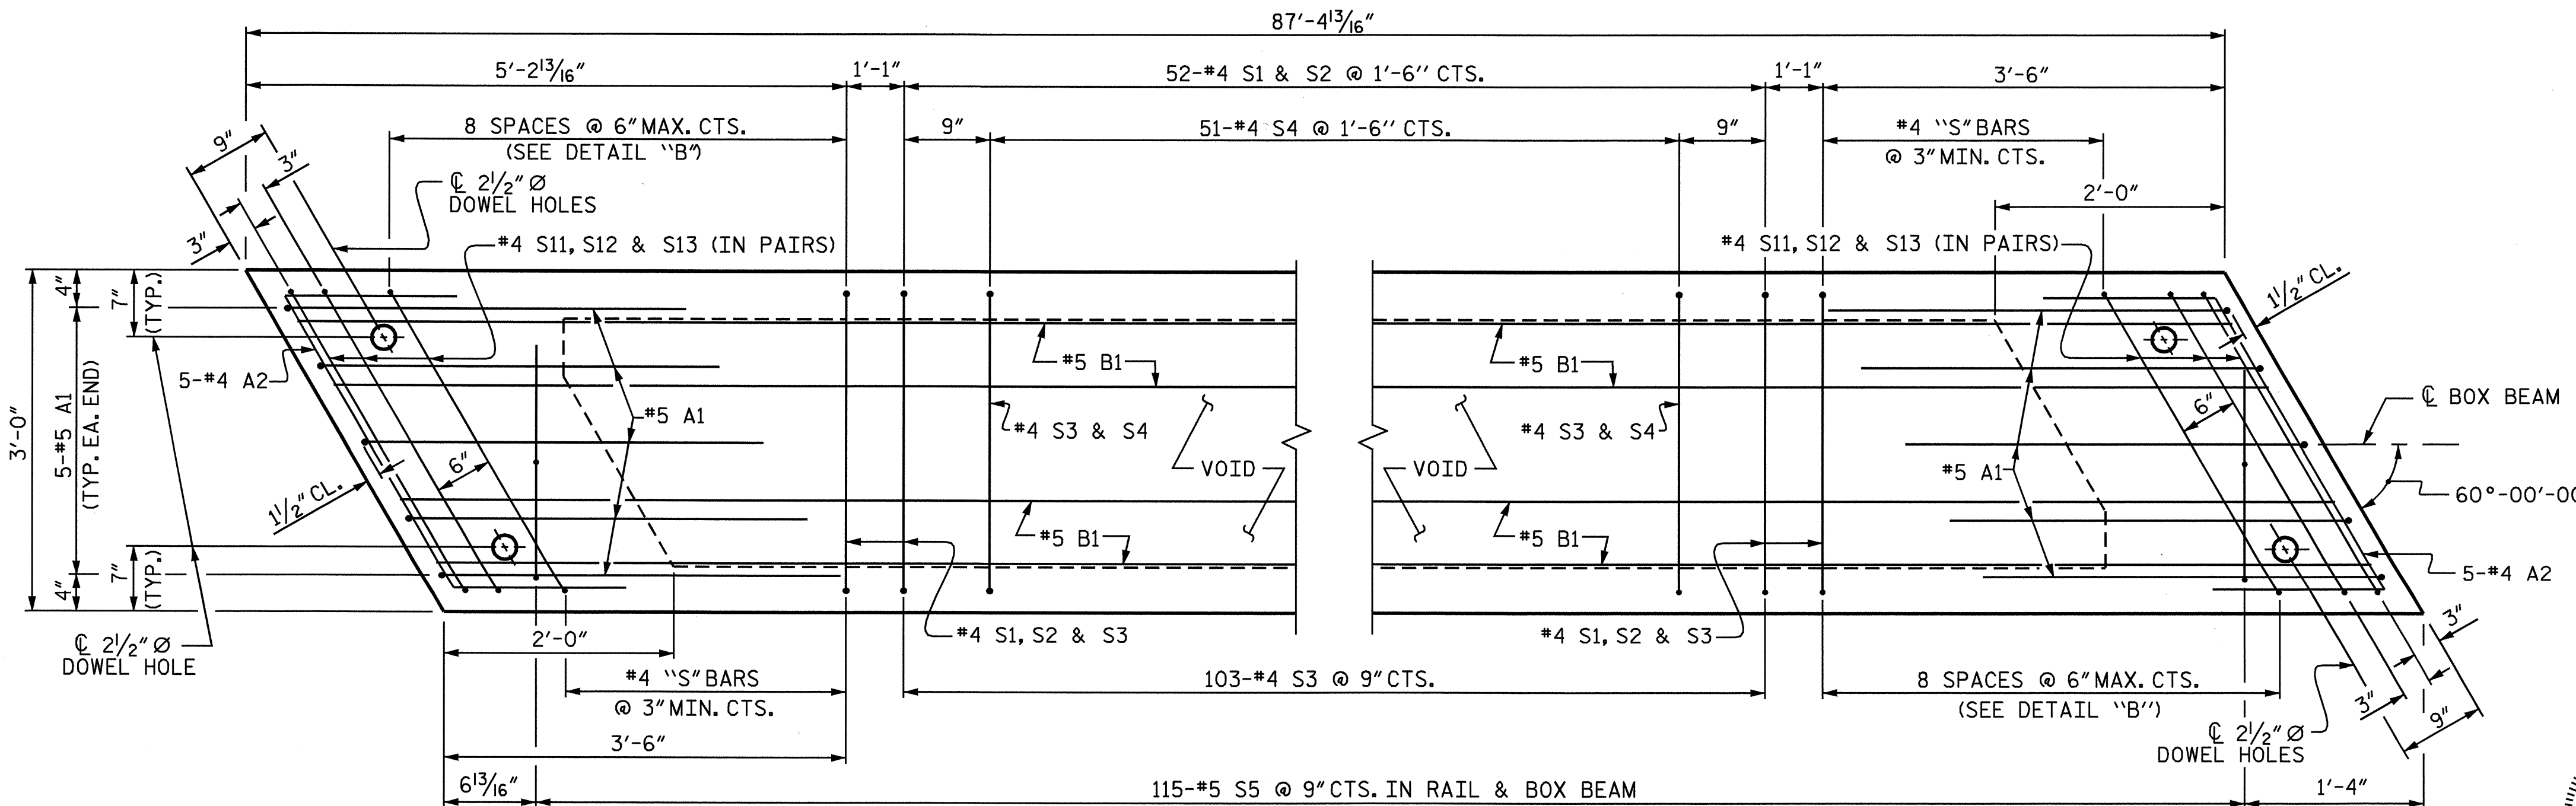 87'-4 13/16"
5'-2 13/16"
1'-1"
52-#4 S1 & S2 @ 1'-6" CTS.
1'-1"
3'-6"
8 SPACES @ 6" MAX. CTS.
(SEE DETAIL "B")
9"
51-#4 S4 @ 1'-6" CTS.
9"
#4 "S" BARS
@ 3" MIN. CTS.
9"
3"
3"
℄ 2 1/2" Ø
DOWEL HOLES
2'-0"
#4 S11, S12 & S13 (IN PAIRS)
#4 S11, S12 & S13 (IN PAIRS)
1 1/2" CL.
4"
7"
(TYP.)
3'-0"
5-#5 A1
(TYP. EA. END)
5-#4 A2
#5 B1
#5 B1
#5 A1
#4 S3 & S4
#4 S3 & S4
6"
℄ BOX BEAM
6"
VOID
VOID
#5 A1
1 1/2" CL.
60°-00'-00
#5 B1
#5 B1
4"
7"
(TYP.)
5-#4 A2
℄ 2 1/2" Ø
DOWEL HOLE
2'-0"
#4 S1, S2 & S3
#4 S1, S2 & S3
3"
#4 "S" BARS
@ 3" MIN. CTS.
103-#4 S3 @ 9" CTS.
8 SPACES @ 6" MAX. CTS.
(SEE DETAIL "B")
3"
9"
3'-6"
℄ 2 1/2" Ø
DOWEL HOLES
6 13/16"
115-#5 S5 @ 9" CTS. IN RAIL & BOX BEAM
1'-4"